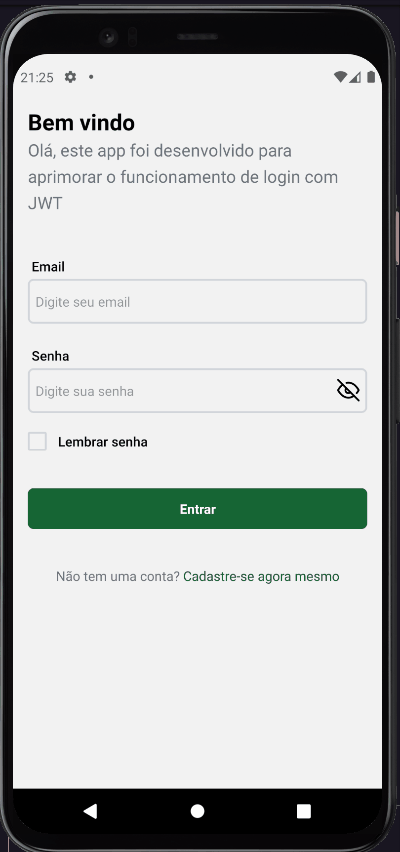 21:25
Bem vindo
Olá, este app foi desenvolvido para
aprimorar o funcionamento de login com
JWT
Email
Digite seu email
Senha
Digite sua senha
Lembrar senha
Entrar
Não tem uma conta? Cadastre-se agora mesmo